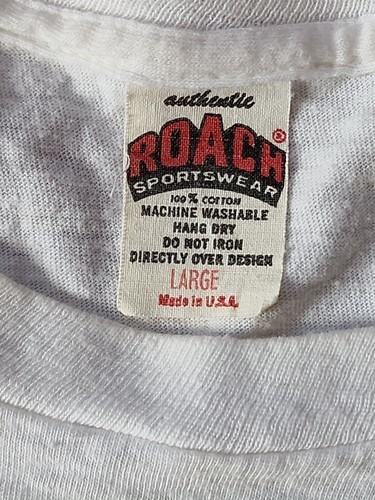 authentic
ROACH®
SPORTSWEAR
100% COTTON
MACHINE WASHABLE
HANG DRY
DO NOT IRON
DIRECTLY OVER DESIGN
LARGE
Made in U.S.A.